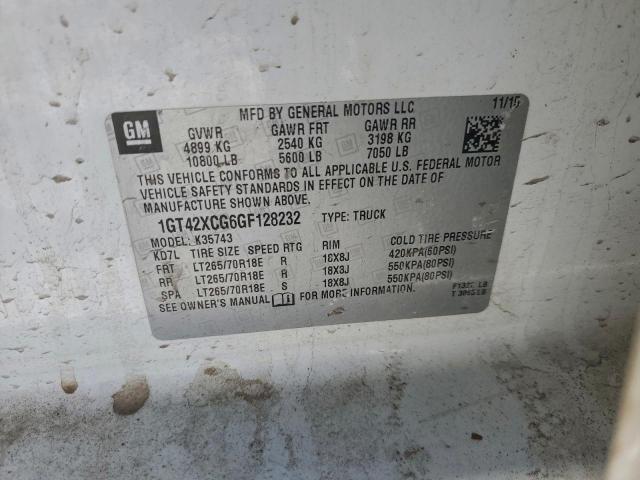 MFD BY GENERAL MOTORS LLC 11/15
GM
GVWR GAWR FRT GAWR RR
4899 KG 2540 KG 3198 KG
10800 LB 5600 LB 7050 LB
THIS VEHICLE CONFORMS TO ALL APPLICABLE U.S. FEDERAL MOTOR
VEHICLE SAFETY STANDARDS IN EFFECT ON THE DATE OF
MANUFACTURE SHOWN ABOVE.
1GT42XCG6GF128232 TYPE: TRUCK
MODEL: K35743
KD7L TIRE SIZE SPEED RTG RIM COLD TIRE PRESSURE
FRT LT265/70R18E R 18X8J 420KPA(60PSI)
RR LT265/70R18E R 18X8J 550KPA(80PSI)
SPA LT265/70R18E S 18X8J 550KPA(80PSI)
SEE OWNER'S MANUAL FOR MORE INFORMATION.
LB
LB